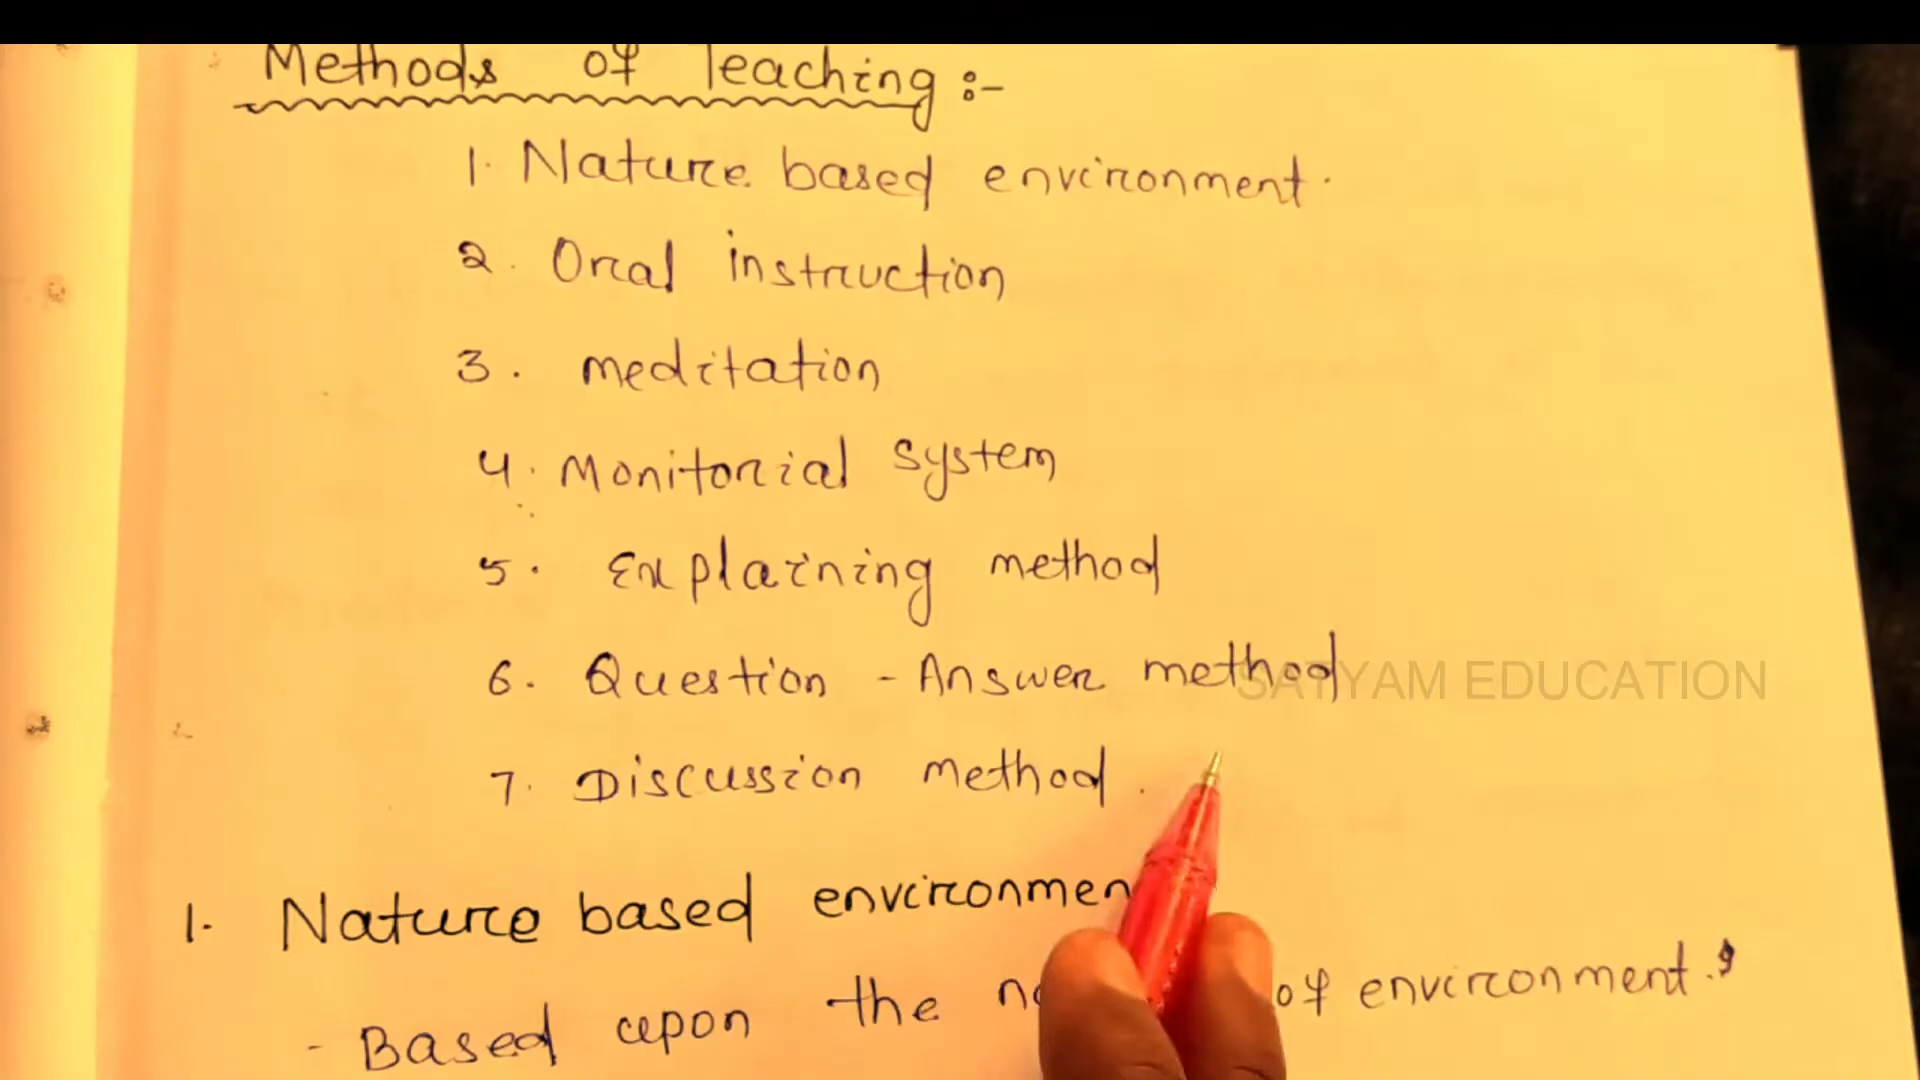 Methods of Teaching :-
1. Nature based environment.
2. Oral instruction
3. meditation
4. Monitorial system
5. Explaining method
6. Question - Answer method
SATYAM EDUCATION
7. Discussion method.
1. Nature based environmen
- Based upon the of environment.